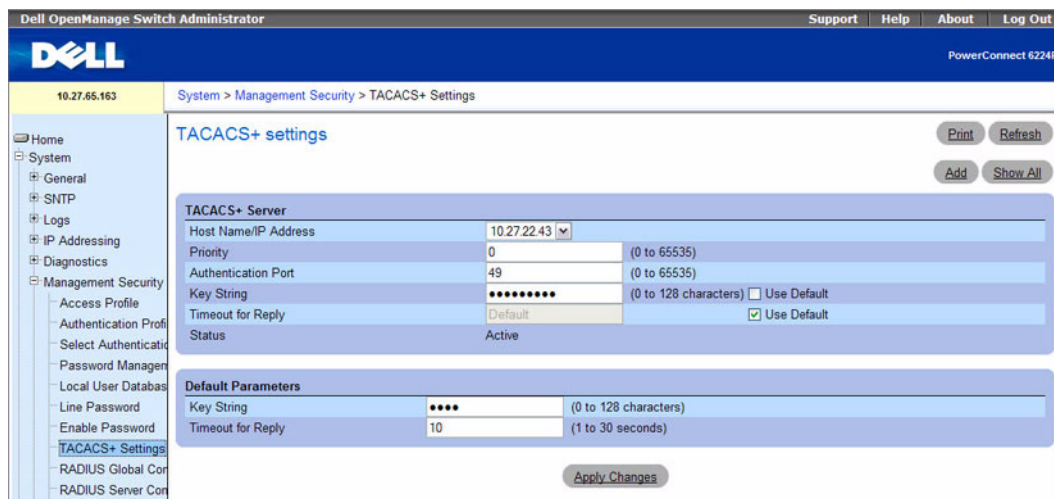 Dell OpenManage Switch Administrator Support Help About Log Out
DELL
PowerConnect 6224
10.27.65.163
System > Management Security > TACACS+ Settings
Home
System
General
SNTP
Logs
IP Addressing
Diagnostics
Management Security
Access Profile
Authentication Profi
Select Authenticatio
Password Managem
Local User Databas
Line Password
Enable Password
TACACS+ Settings
RADIUS Global Con
RADIUS Server Con
TACACS+ settings
Print Refresh
Add Show All
TACACS+ Server
Host Name/IP Address 10.27.22.43
Priority 0 (0 to 65535)
Authentication Port 49 (0 to 65535)
Key String ●●●●●●●●● (0 to 128 characters) Use Default
Timeout for Reply Default Use Default
Status Active
Default Parameters
Key String ●●●● (0 to 128 characters)
Timeout for Reply 10 (1 to 30 seconds)
Apply Changes